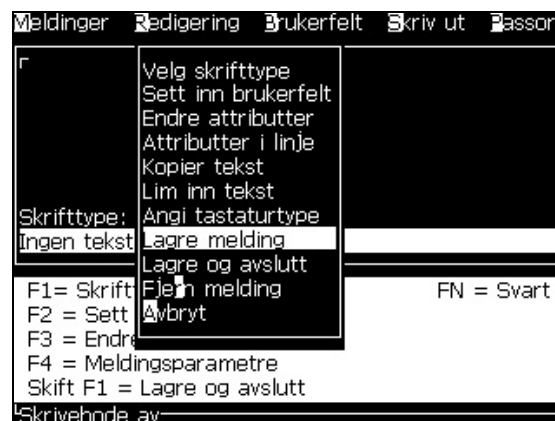 Meldinger Redigering Brukerfelt Skriv ut Passor
Velg skrifttype
Sett inn brukerfelt
Endre attributter
Attributter i linje
Kopier tekst
Lim inn tekst
Skrifttype: Angi tastaturtype
Ingen tekst Lagre melding
Lagre og avslutt
F1= Skrift Fjern melding FN = Svart
F2 = Sett Avbryt
F3 = Endre
F4 = Meldingsparametre
Skift F1 = Lagre og avslutt
Skrivehode av